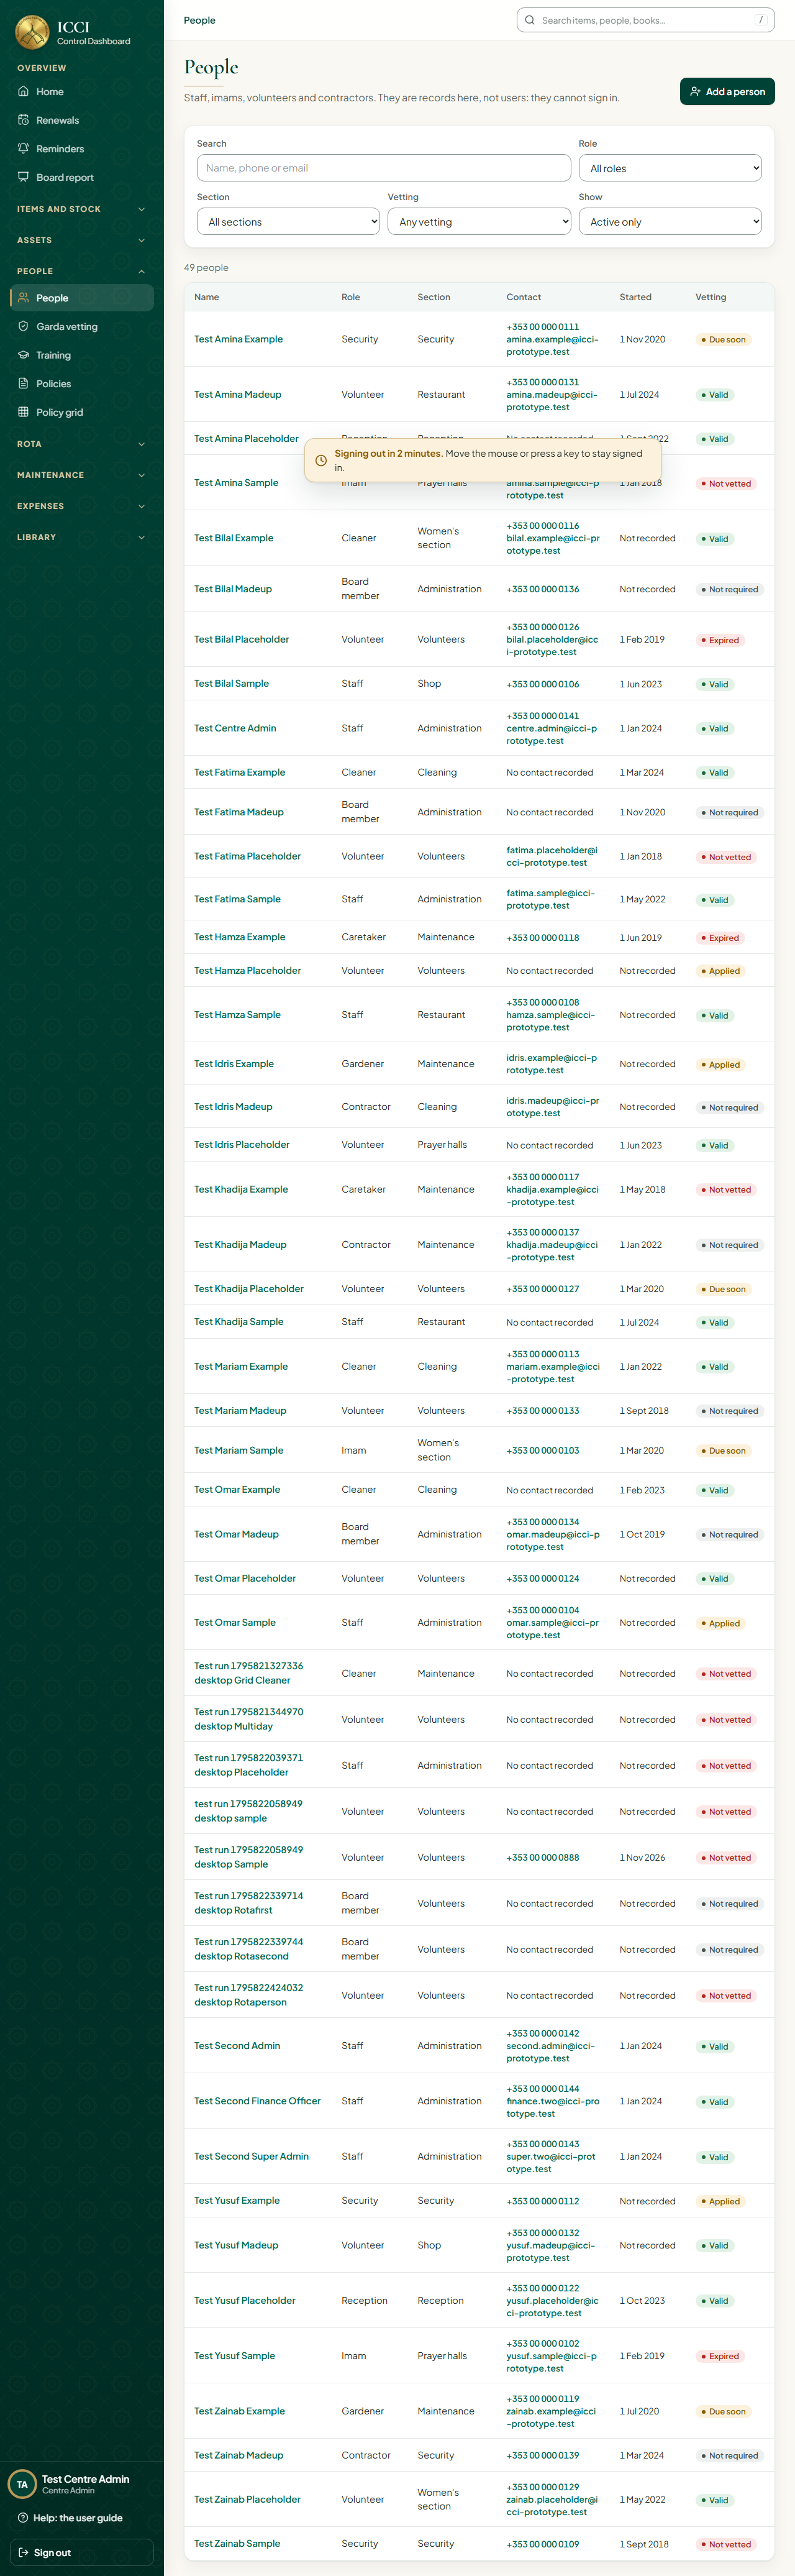 ICCI
Control Dashboard
OVERVIEW
Home
Renewals
Reminders
Board report
ITEMS AND STOCK
ASSETS
PEOPLE
People
Garda vetting
Training
Policies
Policy grid
ROTA
MAINTENANCE
EXPENSES
LIBRARY
TA
Test Centre Admin
Centre Admin
Help: the user guide
Sign out
People
Search items, people, books...
/
People
Staff, imams, volunteers and contractors. They are records here, not users: they cannot sign in.
Add a person
Search
Role
Name, phone or email
All roles
Section
Vetting
Show
All sections
Any vetting
Active only
49 people
Name Role Section Contact Started Vetting
Test Amina Example Security Security +353 00 000 0111 1 Nov 2020 Due soon
amina.example@icci-
prototype.test
Test Amina Madeup Volunteer Restaurant +353 00 000 0131 1 Jul 2024 Valid
amina.madeup@icci-
prototype.test
Test Amina Placeholder Valid
Signing out in 2 minutes. Move the mouse or press a key to stay signed
in.
Test Amina Sample Imam Prayer halls amina.sample@icci-p 1 Jan 2018 Not vetted
rototype.test
Test Bilal Example Cleaner Women's +353 00 000 0116 Not recorded Valid
section bilal.example@icci-pr
ototype.test
Test Bilal Madeup Board Administration +353 00 000 0136 Not recorded Not required
member
Test Bilal Placeholder Volunteer Volunteers +353 00 000 0126 1 Feb 2019 Expired
bilal.placeholder@icc
i-prototype.test
Test Bilal Sample Staff Shop +353 00 000 0106 1 Jun 2023 Valid
Test Centre Admin Staff Administration +353 00 000 0141 1 Jan 2024 Valid
centre.admin@icci-p
rototype.test
Test Fatima Example Cleaner Cleaning No contact recorded 1 Mar 2024 Valid
Test Fatima Madeup Board Administration No contact recorded 1 Nov 2020 Not required
member
Test Fatima Placeholder Volunteer Volunteers fatima.placeholder@i 1 Jan 2018 Not vetted
cci-prototype.test
Test Fatima Sample Staff Administration fatima.sample@icci- 1 May 2022 Valid
prototype.test
Test Hamza Example Caretaker Maintenance +353 00 000 0118 1 Jun 2019 Expired
Test Hamza Placeholder Volunteer Volunteers No contact recorded Not recorded Applied
Test Hamza Sample Staff Restaurant +353 00 000 0108 Not recorded Valid
hamza.sample@icci-
prototype.test
Test Idris Example Gardener Maintenance idris.example@icci-p Not recorded Applied
rototype.test
Test Idris Madeup Contractor Cleaning idris.madeup@icci-pr Not recorded Not required
ototype.test
Test Idris Placeholder Volunteer Prayer halls No contact recorded 1 Jun 2023 Valid
Test Khadija Example Caretaker Maintenance +353 00 000 0117 1 May 2018 Not vetted
khadija.example@icci
-prototype.test
Test Khadija Madeup Contractor Maintenance +353 00 000 0137 1 Jan 2022 Not required
khadija.madeup@icci
-prototype.test
Test Khadija Placeholder Volunteer Volunteers +353 00 000 0127 1 Mar 2020 Due soon
Test Khadija Sample Staff Restaurant No contact recorded 1 Jul 2024 Valid
Test Mariam Example Cleaner Cleaning +353 00 000 0113 1 Jan 2022 Valid
mariam.example@icci
-prototype.test
Test Mariam Madeup Volunteer Volunteers +353 00 000 0133 1 Sept 2018 Not required
Test Mariam Sample Imam Women's +353 00 000 0103 1 Mar 2020 Due soon
section
Test Omar Example Cleaner Cleaning No contact recorded 1 Feb 2023 Valid
Test Omar Madeup Board Administration +353 00 000 0134 1 Oct 2019 Not required
member omar.madeup@icci-p
rototype.test
Test Omar Placeholder Volunteer Volunteers +353 00 000 0124 Not recorded Valid
Test Omar Sample Staff Administration +353 00 000 0104 Not recorded Applied
omar.sample@icci-pr
ototype.test
Test run 1795821327336 Cleaner Maintenance No contact recorded Not recorded Not vetted
desktop Grid Cleaner
Test run 1795821344970 Volunteer Volunteers No contact recorded Not recorded Not vetted
desktop Multiday
Test run 1795822039371 Staff Administration No contact recorded Not recorded Not vetted
desktop Placeholder
test run 1795822058949 Volunteer Volunteers No contact recorded Not recorded Not vetted
desktop sample
Test run 1795822058949 Volunteer Volunteers +353 00 000 0888 1 Nov 2026 Not vetted
desktop Sample
Test run 1795822339714 Board Volunteers No contact recorded Not recorded Not required
desktop Rotafirst member
Test run 1795822339744 Board Volunteers No contact recorded Not recorded Not required
desktop Rotasecond member
Test run 1795822424032 Volunteer Volunteers No contact recorded Not recorded Not vetted
desktop Rotaperson
Test Second Admin Staff Administration +353 00 000 0142 1 Jan 2024 Valid
second.admin@icci-
prototype.test
Test Second Finance Officer Staff Administration +353 00 000 0144 1 Jan 2024 Valid
finance.two@icci-pro
totype.test
Test Second Super Admin Staff Administration +353 00 000 0143 1 Jan 2024 Valid
super.two@icci-prot
otype.test
Test Yusuf Example Security Security +353 00 000 0112 Not recorded Applied
Test Yusuf Madeup Volunteer Shop +353 00 000 0132 Not recorded Valid
yusuf.madeup@icci-
prototype.test
Test Yusuf Placeholder Reception Reception +353 00 000 0122 1 Oct 2023 Valid
yusuf.placeholder@ic
ci-prototype.test
Test Yusuf Sample Imam Prayer halls +353 00 000 0102 1 Feb 2019 Expired
yusuf.sample@icci-p
rototype.test
Test Zainab Example Gardener Maintenance +353 00 000 0119 1 Jul 2020 Due soon
zainab.example@icci
-prototype.test
Test Zainab Madeup Contractor Security +353 00 000 0139 1 Mar 2024 Not required
Test Zainab Placeholder Volunteer Women's +353 00 000 0129 1 May 2022 Valid
section zainab.placeholder@i
cci-prototype.test
Test Zainab Sample Security Security +353 00 000 0109 1 Sept 2018 Not vetted